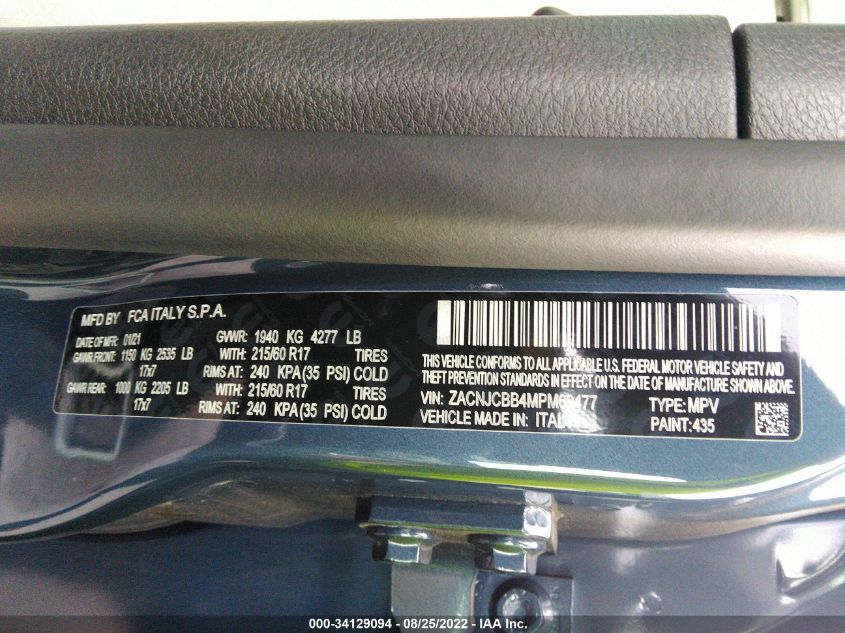 MFD BY FCA ITALY S.P.A.
DATE OF MFR 01/21 GVWR: 1940 KG 4277 LB
GAWR FRONT: 1150 KG 2535 LB WITH: 215/60 R17 TIRES
17x7 RIMS AT: 240 KPA(35 PSI) COLD
GAWR REAR: 1000 KG 2205 LB WITH: 215/60 R17 TIRES
17x7 RIMS AT: 240 KPA(35 PSI) COLD
THIS VEHICLE CONFORMS TO ALL APPLICABLE U.S. FEDERAL MOTOR VEHICLE SAFETY AND
THEFT PREVENTION STANDARDS IN EFFECT ON THE DATE OF MANUFACTURE SHOWN ABOVE.
VIN: TYPE: MPV
VEHICLE MADE IN: ITALY PAINT: 435
000-34129094 - 08/25/2022 - IAA Inc.